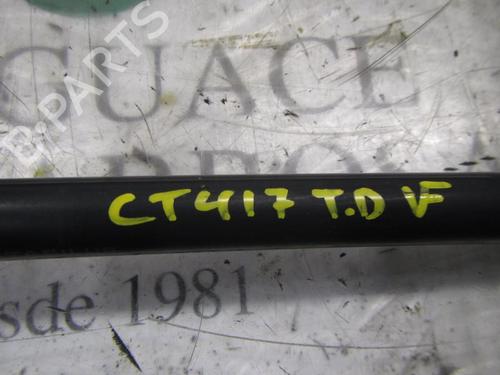 GUACE
B-PARTS
CT417 T.D VF
sde 1981